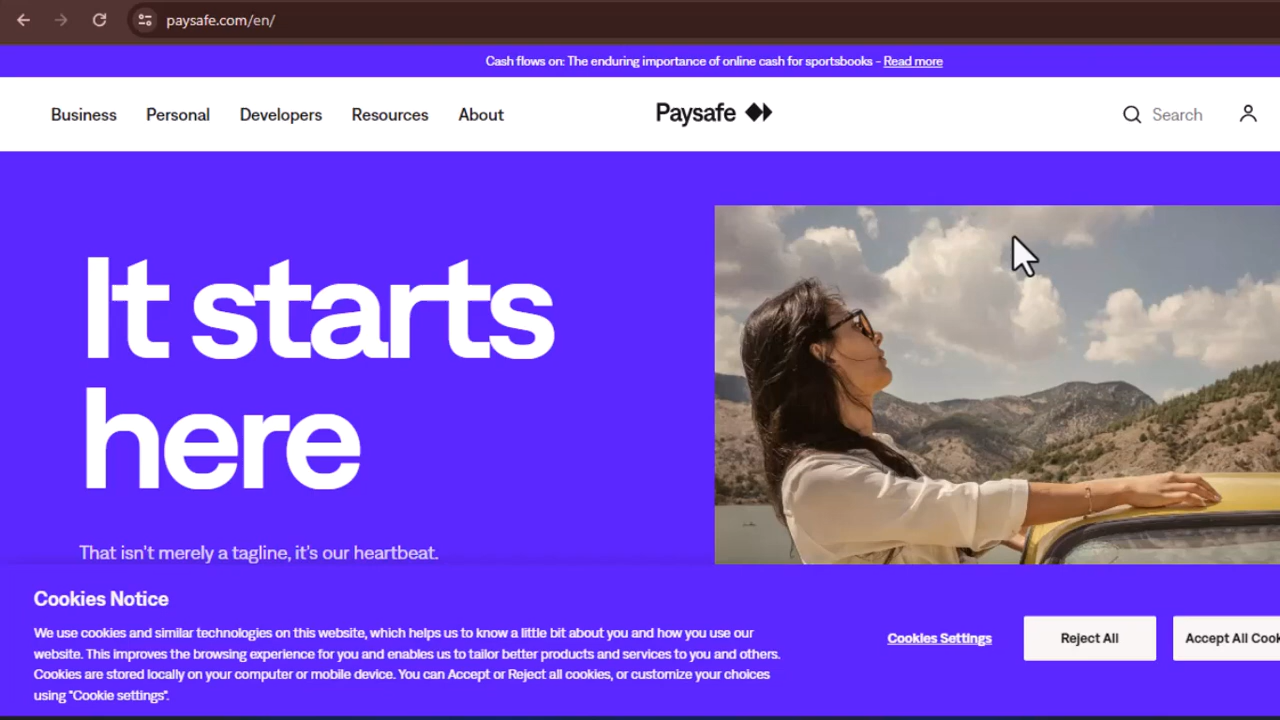 paysafe.com/en/
Cash flows on: The enduring importance of online cash for sportsbooks - Read more
Business Personal Developers Resources About Paysafe Search
It starts
here
That isn't merely a tagline, it's our heartbeat.
Cookies Notice
We use cookies and similar technologies on this website, which helps us to know a little bit about you and how you use our
website. This improves the browsing experience for you and enables us to tailor better products and services to you and others.
Cookies are stored locally on your computer or mobile device. You can Accept or Reject all cookies, or customize your choices
using "Cookie settings".
Cookies Settings Reject All Accept All Cook